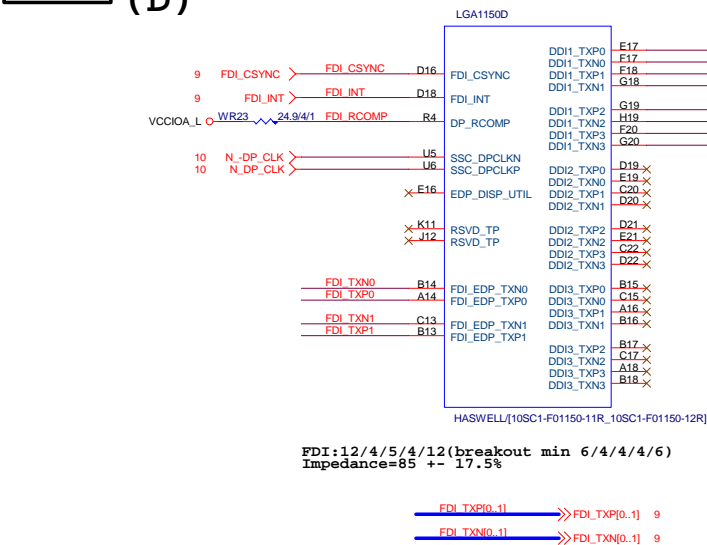 (D)
LGA1150D
9 FDI_CSYNC FDI_CSYNC D16 FDI_CSYNC
9 FDI_INT FDI_INT D18 FDI_INT
VCCIOA_L WR23 24.9/4/1 FDI_RCOMP R4 DP_RCOMP
10 N_-DP_CLK U5 SSC_DPCLKN
10 N_DP_CLK U6 SSC_DPCLKP
E16 EDP_DISP_UTIL
K11 RSVD_TP
J12 RSVD_TP
FDI_TXN0 B14 FDI_EDP_TXN0
FDI_TXP0 A14 FDI_EDP_TXP0
FDI_TXN1 C13 FDI_EDP_TXN1
FDI_TXP1 B13 FDI_EDP_TXP1
DDI1_TXP0 E17
DDI1_TXN0 F17
DDI1_TXP1 F18
DDI1_TXN1 G18
DDI1_TXP2 G19
DDI1_TXN2 H19
DDI1_TXP3 F20
DDI1_TXN3 G20
DDI2_TXP0 D19
DDI2_TXN0 E19
DDI2_TXP1 C20
DDI2_TXN1 D20
DDI2_TXP2 D21
DDI2_TXN2 E21
DDI2_TXP3 C22
DDI2_TXN3 D22
DDI3_TXP0 B15
DDI3_TXN0 C15
DDI3_TXP1 A16
DDI3_TXN1 B16
DDI3_TXP2 B17
DDI3_TXN2 C17
DDI3_TXP3 A18
DDI3_TXN3 B18
HASWELL/[10SC1-F01150-11R_10SC1-F01150-12R]
FDI:12/4/5/4/12(breakout min 6/4/4/4/6)
Impedance=85 +- 17.5%
FDI_TXP[0..1] FDI_TXP[0..1] 9
FDI_TXN[0..1] FDI_TXN[0..1] 9